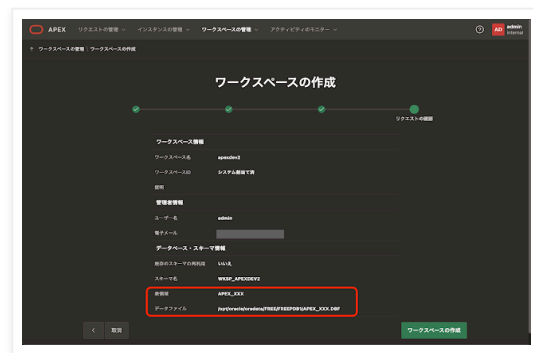 APEX リクエストの管理 インスタンスの管理 ワークスペースの管理 アクティビティのモニター ? AD admin
Internal
↑ ワークスペースの管理 ワークスペースの作成
ワークスペースの作成
リクエストの確認
ワークスペース情報
ワークスペース名 apexdev2
ワークスペースID システム割当て済
説明
管理者情報
ユーザー名 admin
電子メール
データベース・スキーマ情報
既存のスキーマの再利用 いいえ
スキーマ名 WKSP_APEXDEV2
表領域 APEX_XXX
データファイル /opt/oracle/oradata/FREE/FREEPDB1/APEX_XXX.DBF
< 取消 ワークスペースの作成